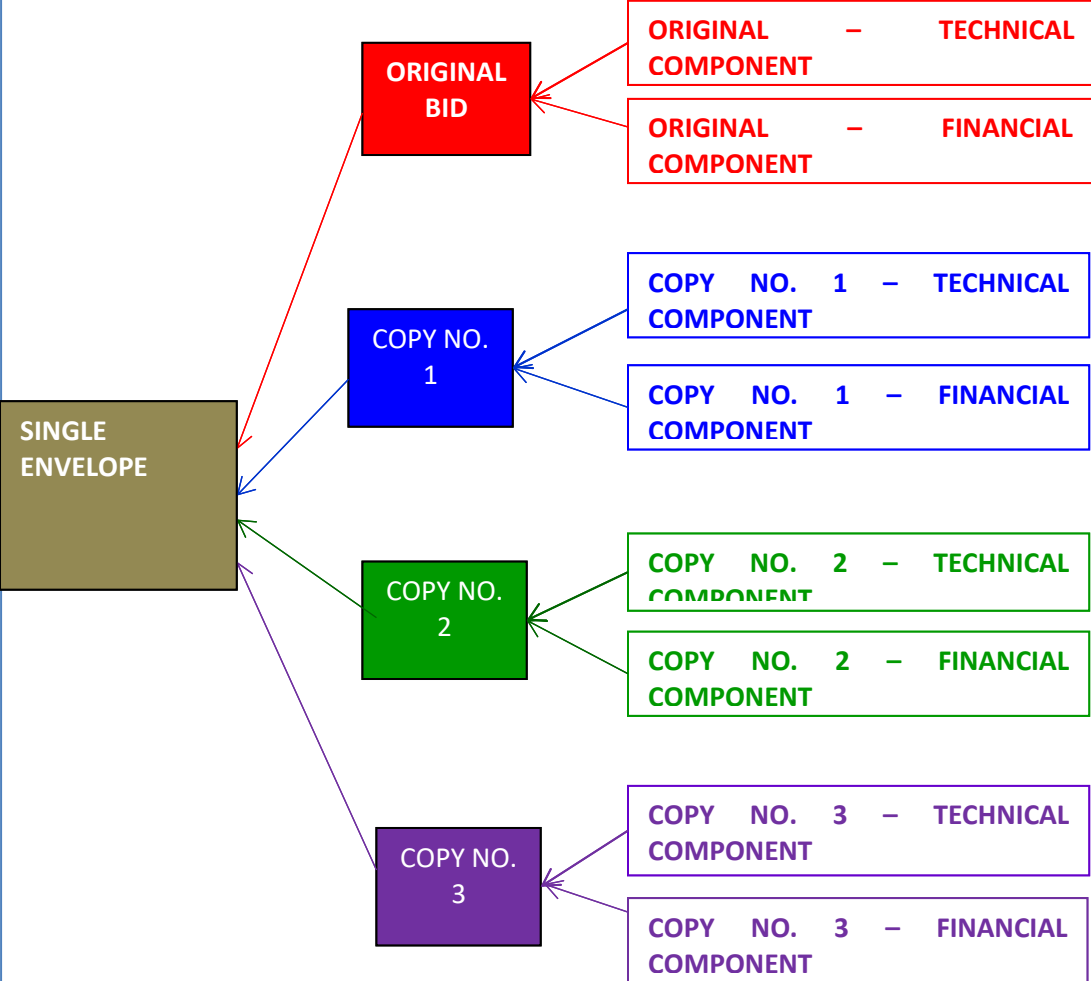 ORIGINAL – TECHNICAL
COMPONENT
ORIGINAL
BID
ORIGINAL – FINANCIAL
COMPONENT
COPY NO. 1 – TECHNICAL
COMPONENT
COPY NO.
1
COPY NO. 1 – FINANCIAL
COMPONENT
SINGLE
ENVELOPE
COPY NO. 2 – TECHNICAL
COMPONENT
COPY NO.
2
COPY NO. 2 – FINANCIAL
COMPONENT
COPY NO. 3 – TECHNICAL
COMPONENT
COPY NO.
3
COPY NO. 3 – FINANCIAL
COMPONENT